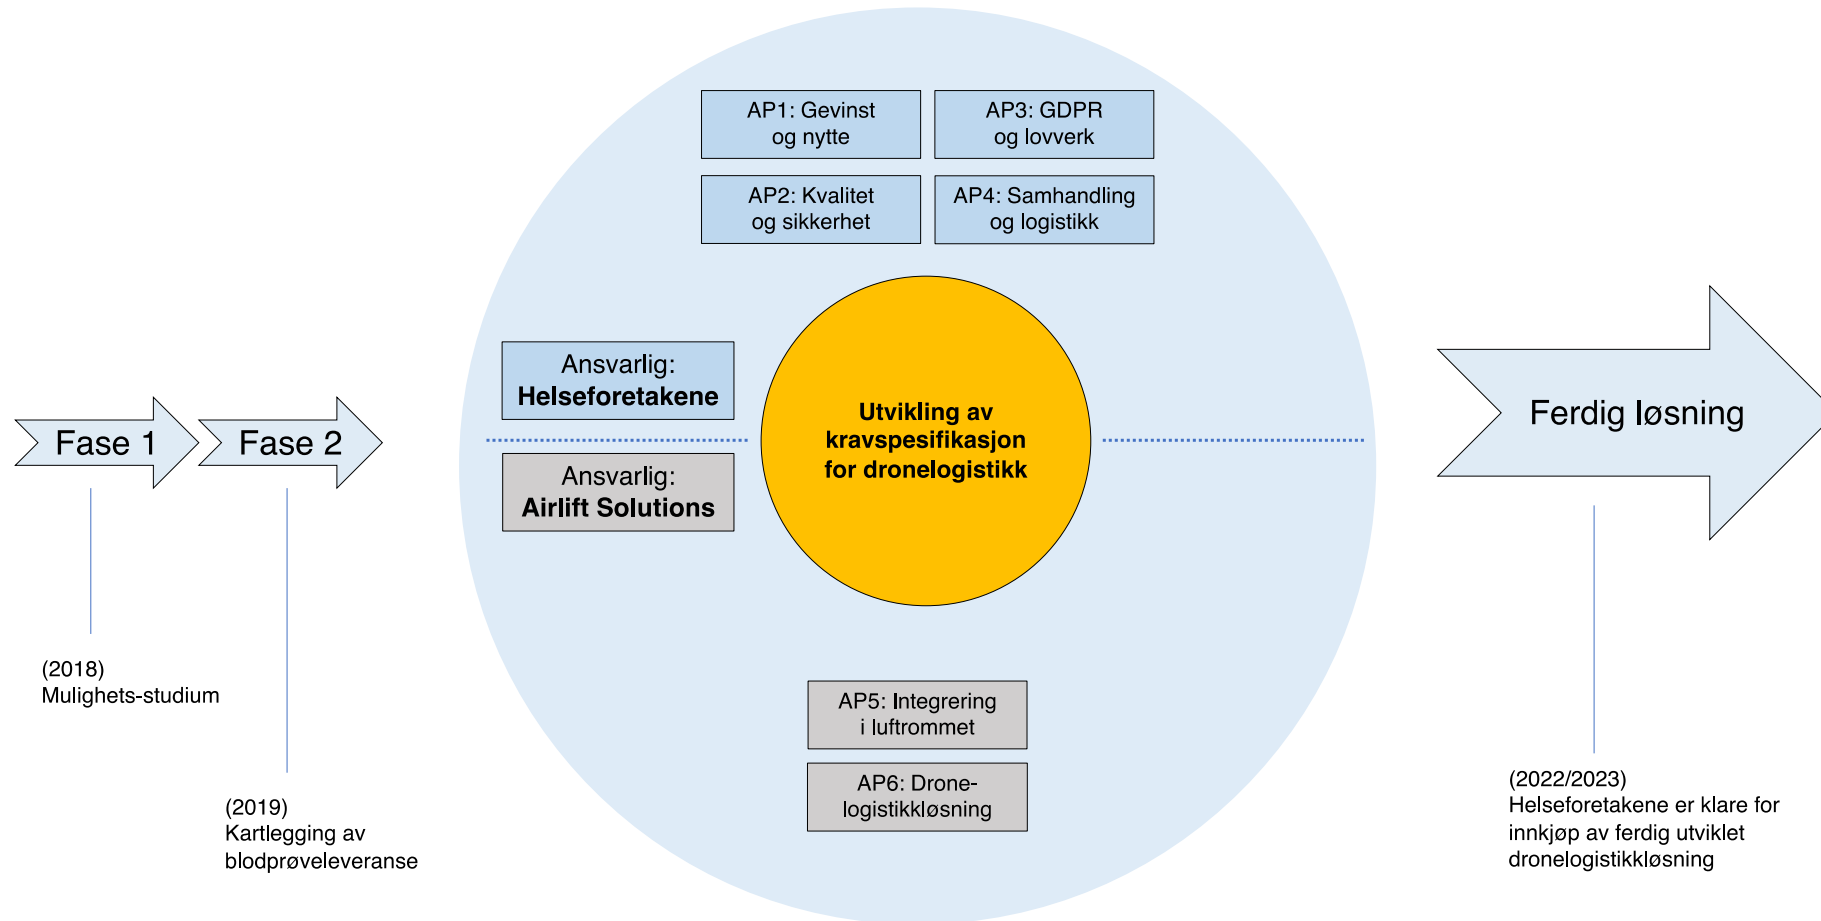 Fase 1
(2018)
Mulighets-studium
Fase 2
(2019)
Kartlegging av
blodprøveleveranse
AP1: Gevinst
og nytte
AP3: GDPR
og lovverk
AP2: Kvalitet
og sikkerhet
AP4: Samhandling
og logistikk
Ansvarlig:
Helseforetakene
Ansvarlig:
Airlift Solutions
Utvikling av
kravspesifikasjon
for dronelogistikk
AP5: Integrering
i luftrommet
AP6: Drone-
logistikkløsning
Ferdig løsning
(2022/2023)
Helseforetakene er klare for
innkjøp av ferdig utviklet
dronelogistikkløsning